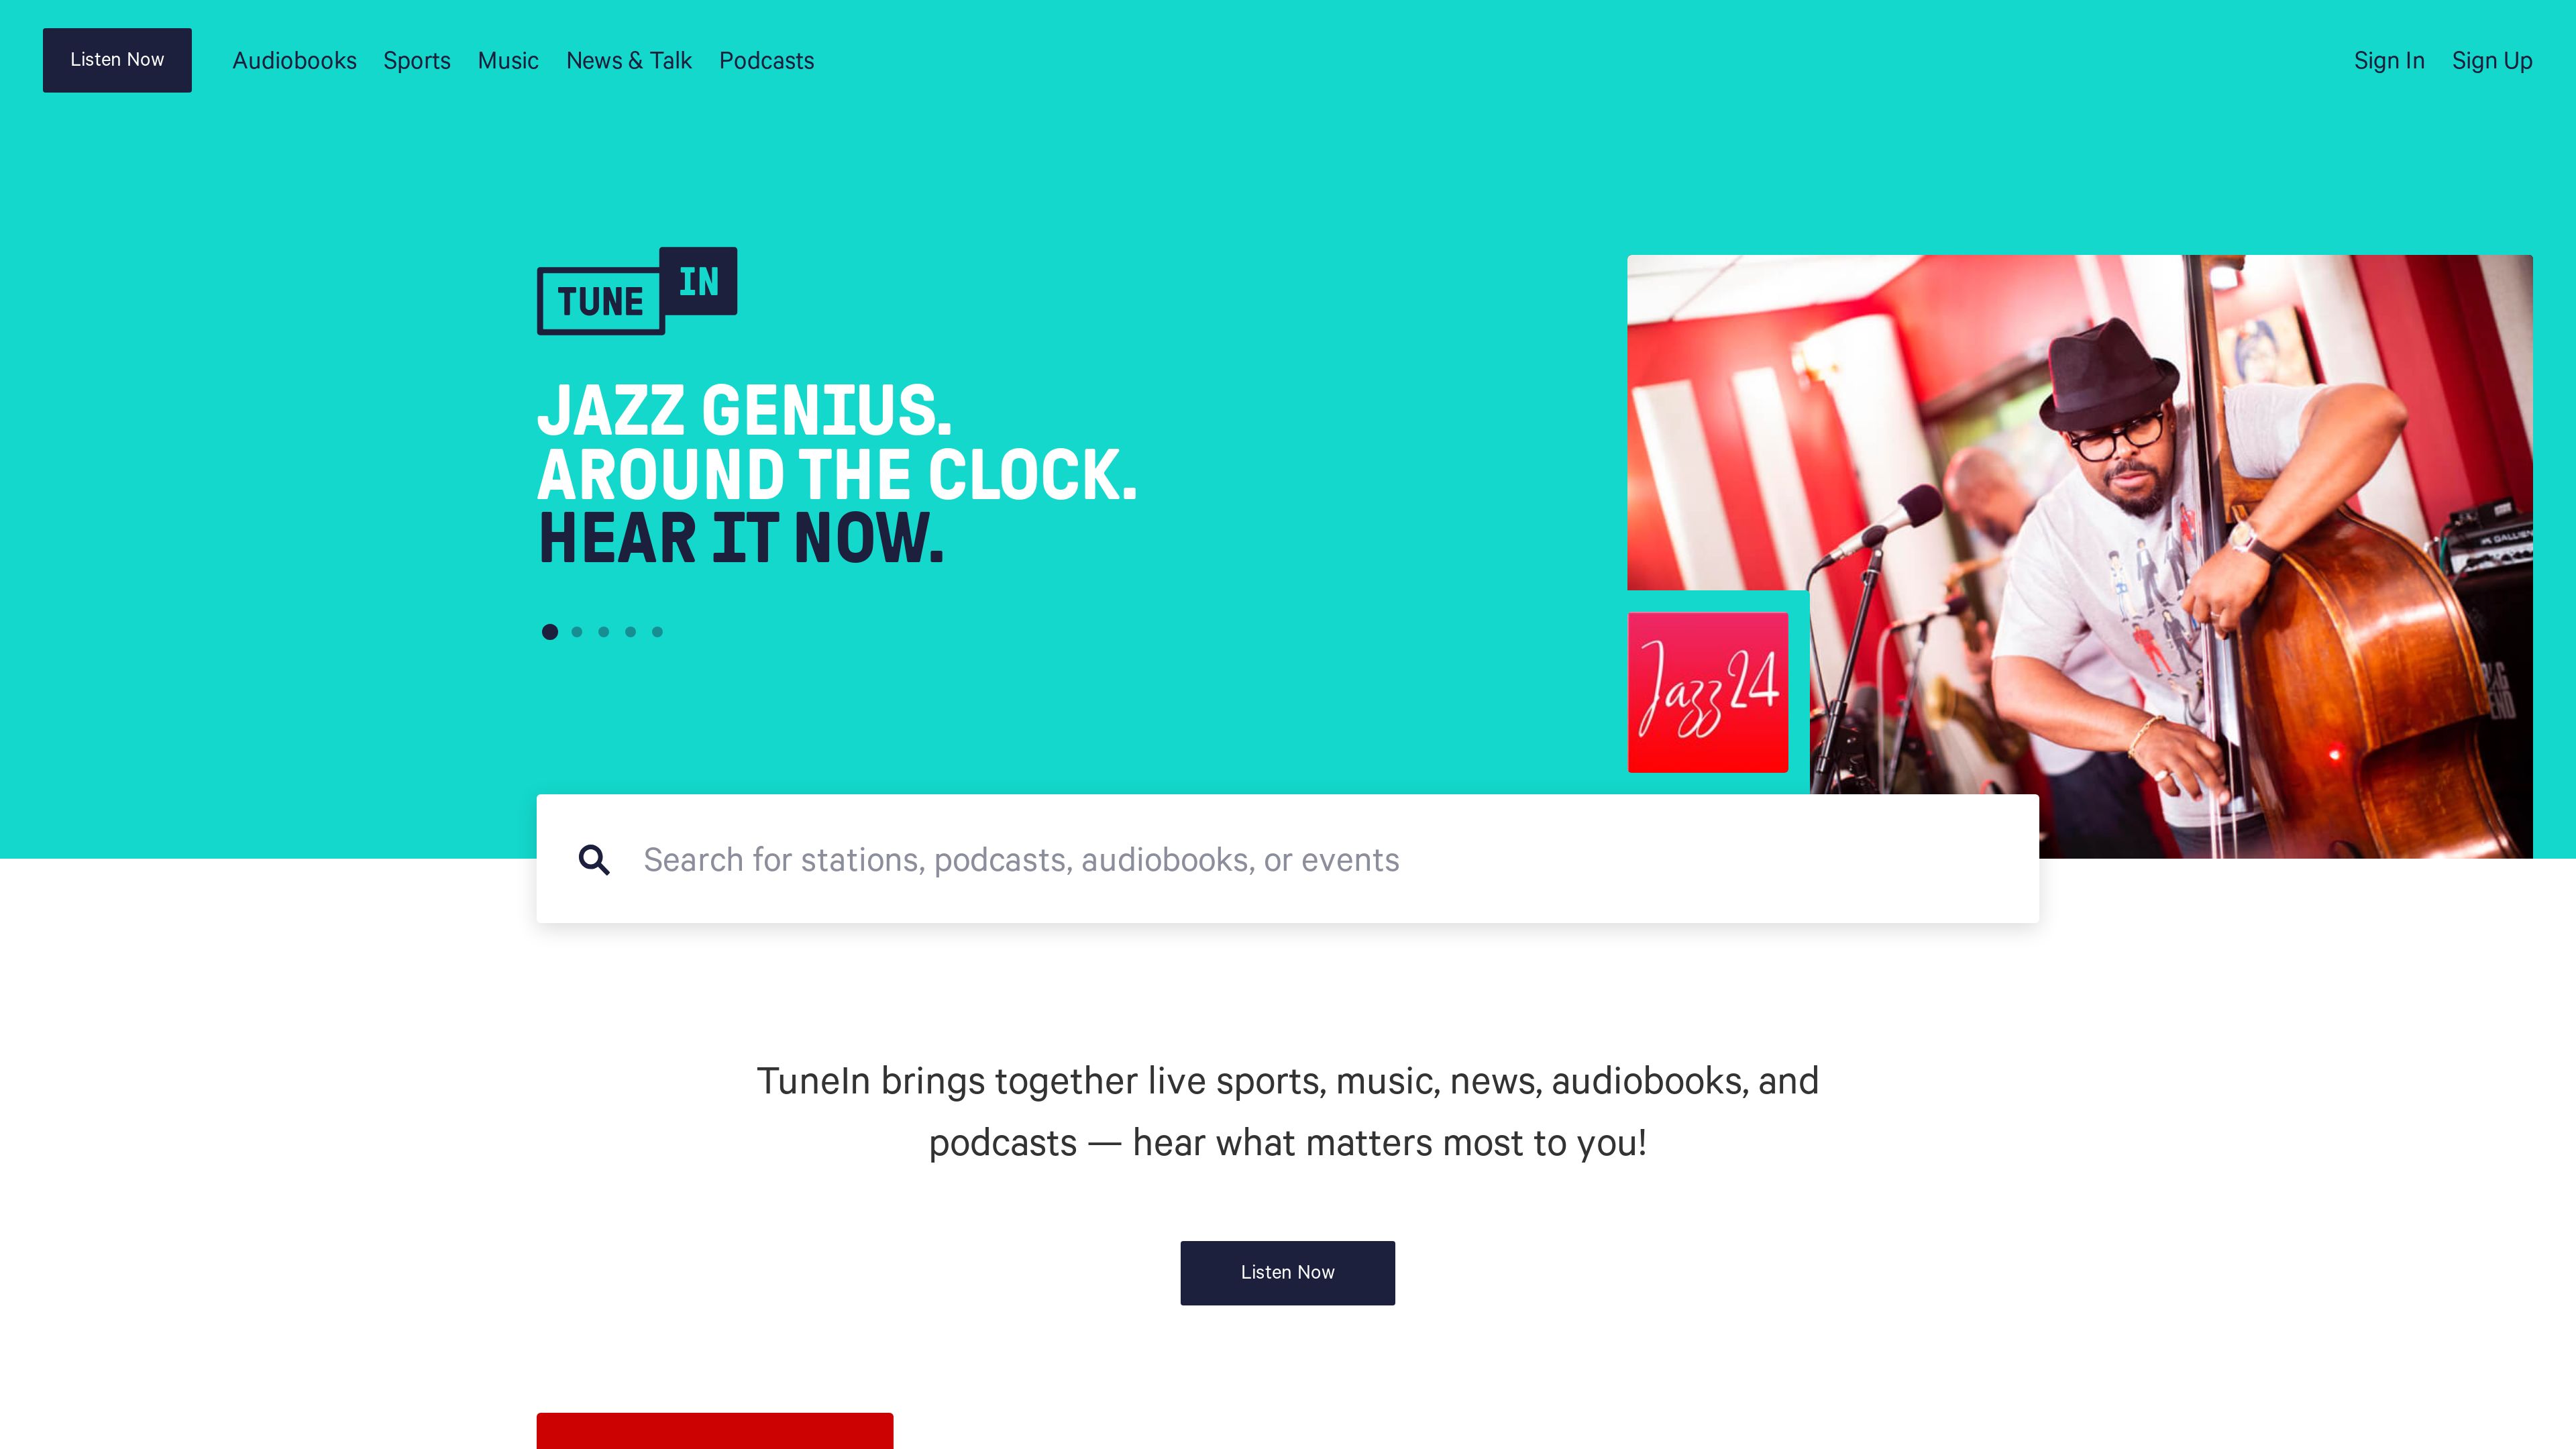 Listen Now
Audiobooks
Sports
Music
News & Talk
Podcasts
Sign In
Sign Up
TUNE IN
JAZZ GENIUS.
AROUND THE CLOCK.
HEAR IT NOW.
Jazz24
Search for stations, podcasts, audiobooks, or events
TuneIn brings together live sports, music, news, audiobooks, and
podcasts — hear what matters most to you!
Listen Now